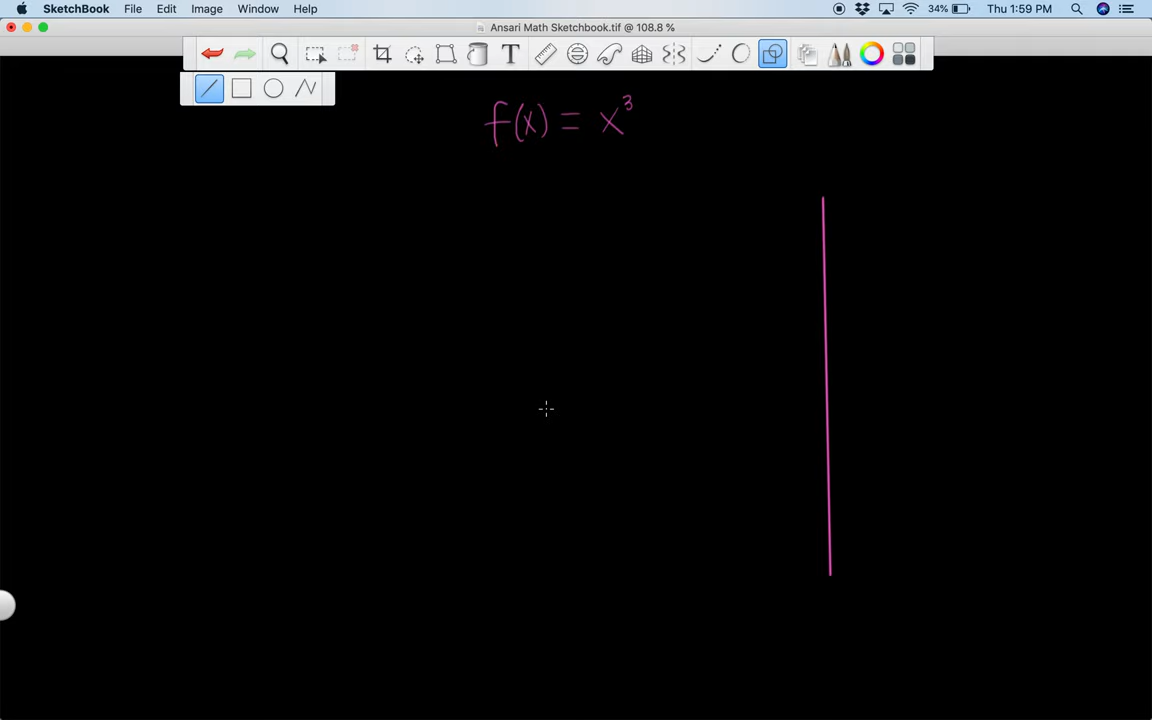 SketchBook File Edit Image Window Help 34% Thu 1:59 PM
Ansari Math Sketchbook.tif @ 108.8 %
T
f(x) = x³